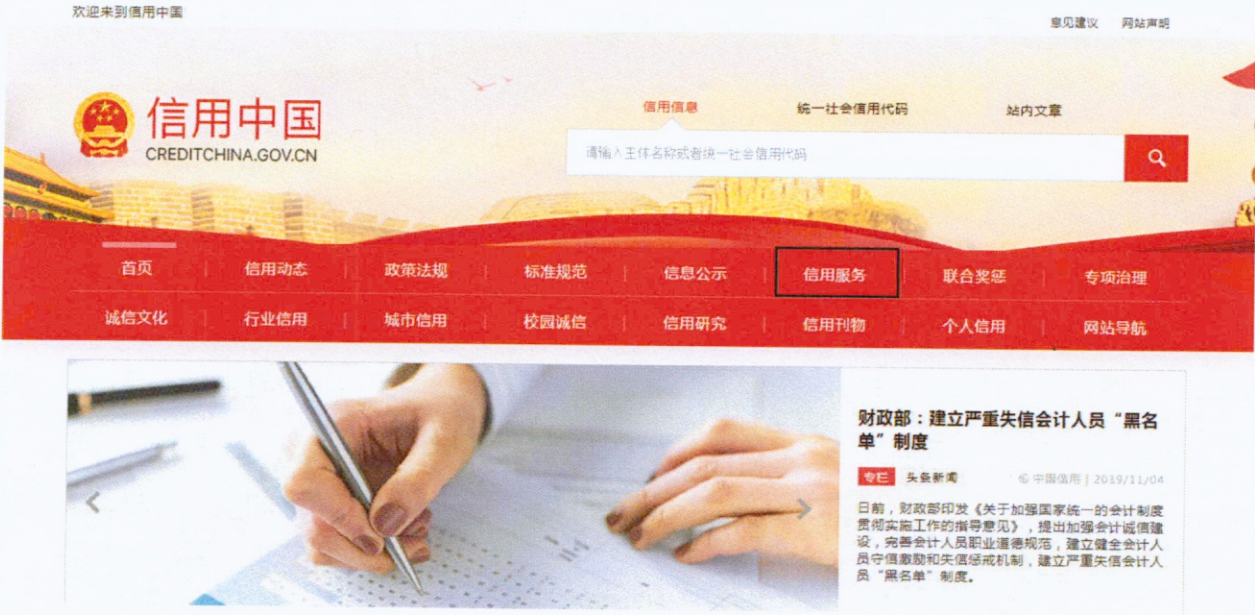 欢迎来到信用中国
意见建议 网站声明
信用中国
CREDITCHINA.GOV.CN
信用信息 统一社会信用代码 站内文章
请输入主体名称或者统一社会信用代码
首页 信用动态 政策法规 标准规范 信息公示 信用服务 联合奖惩 专项治理
诚信文化 行业信用 城市信用 校园诚信 信用研究 信用刊物 个人信用 网站导航
财政部：建立严重失信会计人员“黑名
单”制度
专栏 头条新闻 中国信用 | 2019/11/04
日前，财政部印发《关于加强国家统一的会计制度
贯彻实施工作的指导意见》，提出加强会计诚信建
设，完善会计人员职业道德规范，建立健全会计人
员守信激励和失信惩戒机制，建立严重失信会计人
员“黑名单”制度。